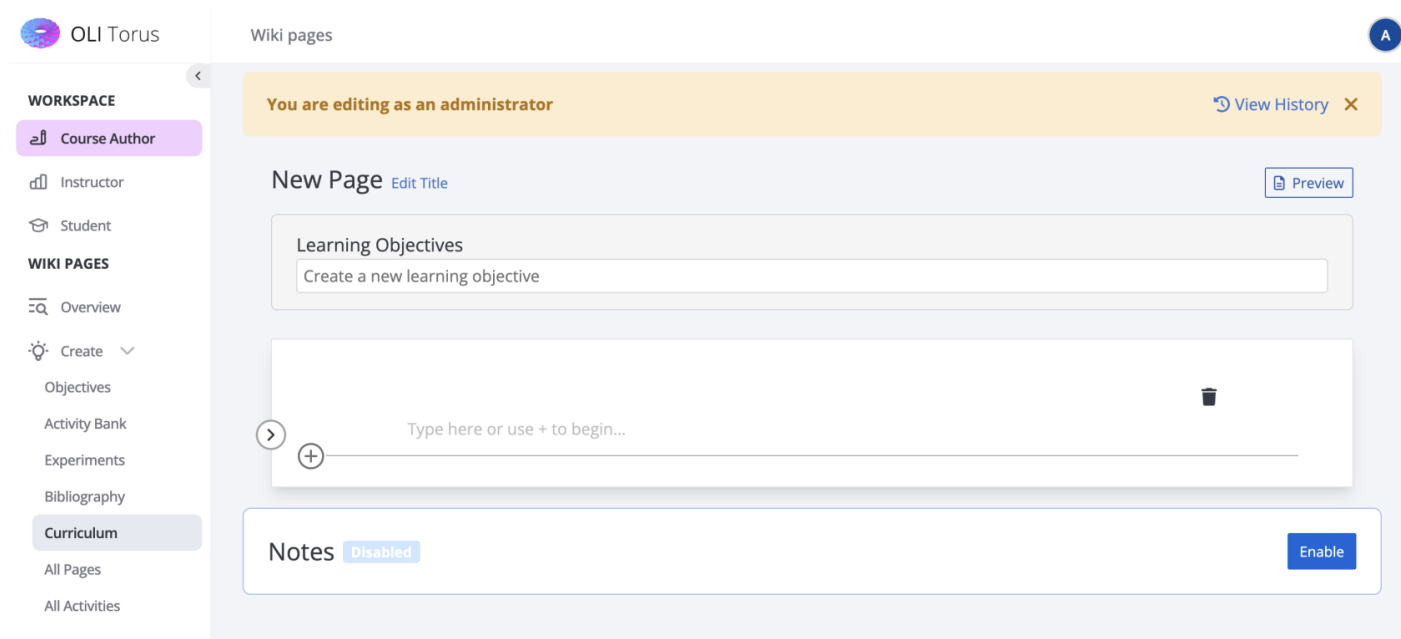 OLI Torus
Wiki pages
A
WORKSPACE
You are editing as an administrator
View History
Course Author
Instructor
Student
WIKI PAGES
Overview
Create
Objectives
Activity Bank
Experiments
Bibliography
Curriculum
All Pages
All Activities
New Page Edit Title
Preview
Learning Objectives
Create a new learning objective
Type here or use + to begin...
Notes Disabled
Enable